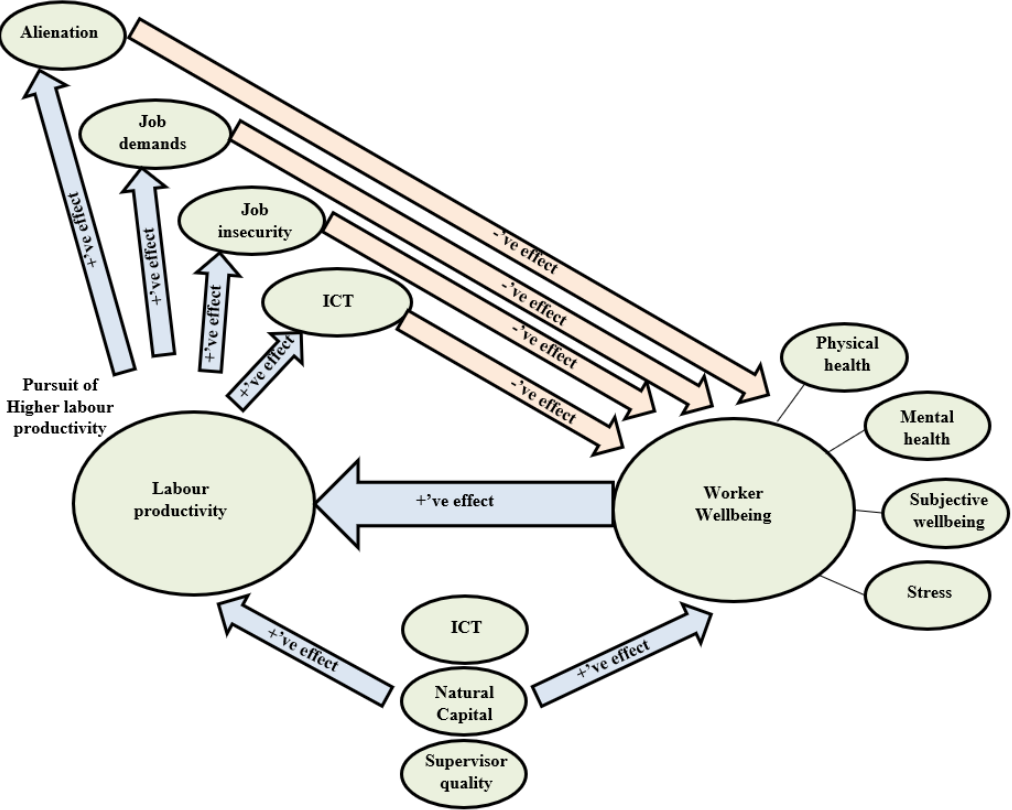 Alienation
Job
demands
Job
insecurity
ICT
+'ve effect
+'ve effect
+'ve effect
+'ve effect
-'ve effect
-'ve effect
-'ve effect
-'ve effect
Pursuit of
Higher labour
productivity
Physical
health
Mental
health
Labour
productivity
+'ve effect
Worker
Wellbeing
Subjective
wellbeing
Stress
+'ve effect
ICT
+'ve effect
Natural
Capital
Supervisor
quality